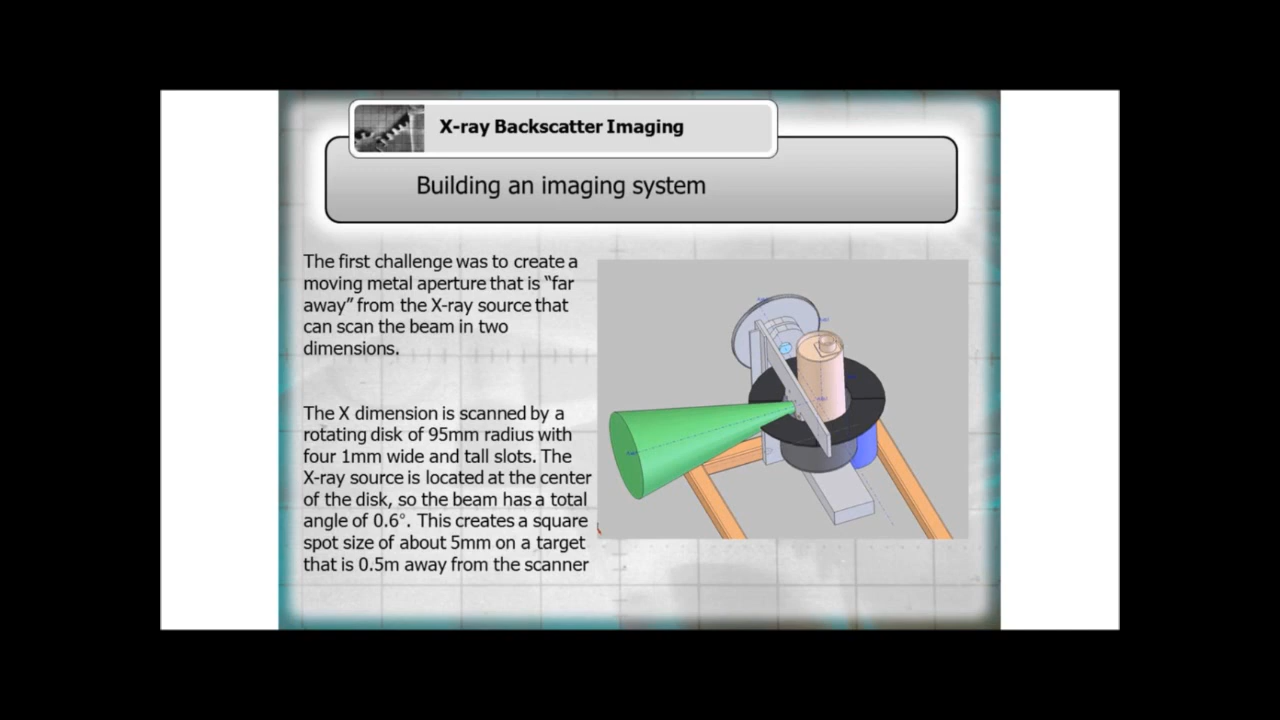 X-ray Backscatter Imaging
Building an imaging system
The first challenge was to create a
moving metal aperture that is “far
away” from the X-ray source that
can scan the beam in two
dimensions.
The X dimension is scanned by a
rotating disk of 95mm radius with
four 1mm wide and tall slots. The
X-ray source is located at the center
of the disk, so the beam has a total
angle of 0.6°. This creates a square
spot size of about 5mm on a target
that is 0.5m away from the scanner